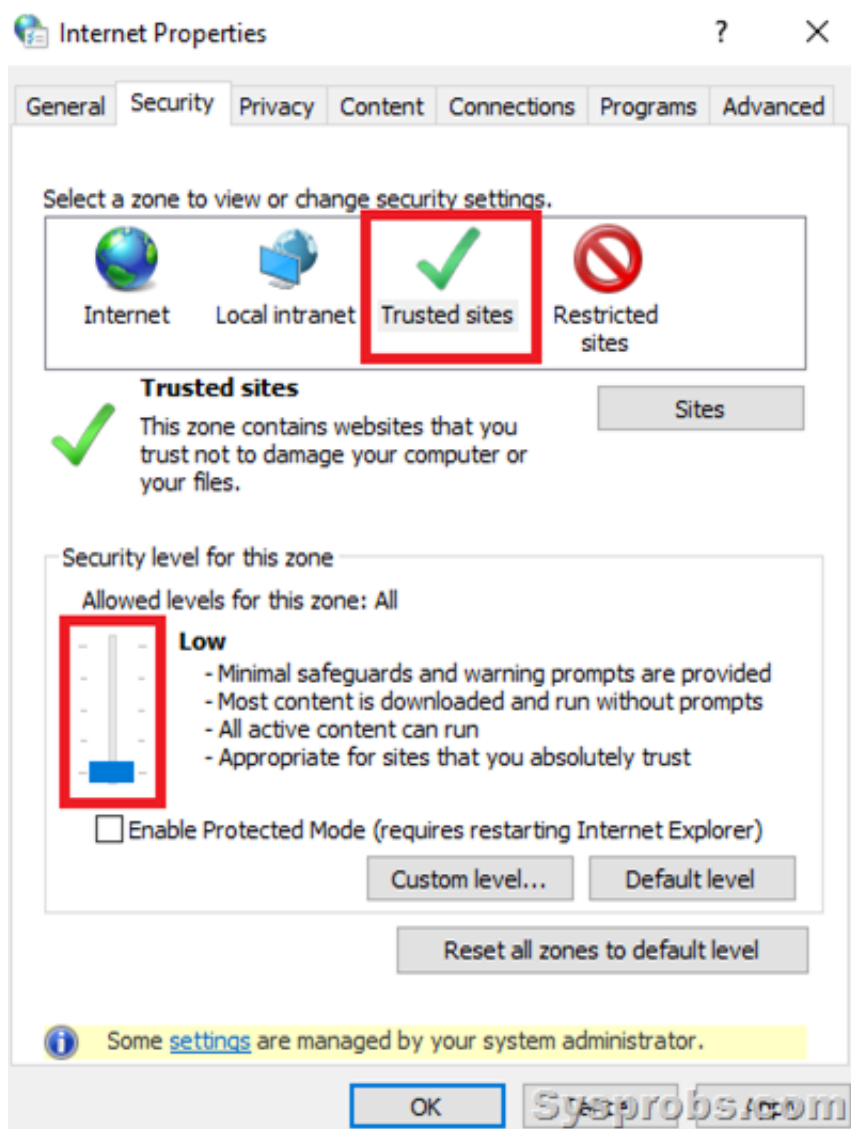 Internet Properties ? X
General Security Privacy Content Connections Programs Advanced
Select a zone to view or change security settings.
Internet Local intranet Trusted sites Restricted sites
Trusted sites
Sites
This zone contains websites that you
trust not to damage your computer or
your files.
Security level for this zone
Allowed levels for this zone: All
Low
- Minimal safeguards and warning prompts are provided
- Most content is downloaded and run without prompts
- All active content can run
- Appropriate for sites that you absolutely trust
Enable Protected Mode (requires restarting Internet Explorer)
Custom level... Default level
Reset all zones to default level
Some settings are managed by your system administrator.
OK
Sysprobs.com